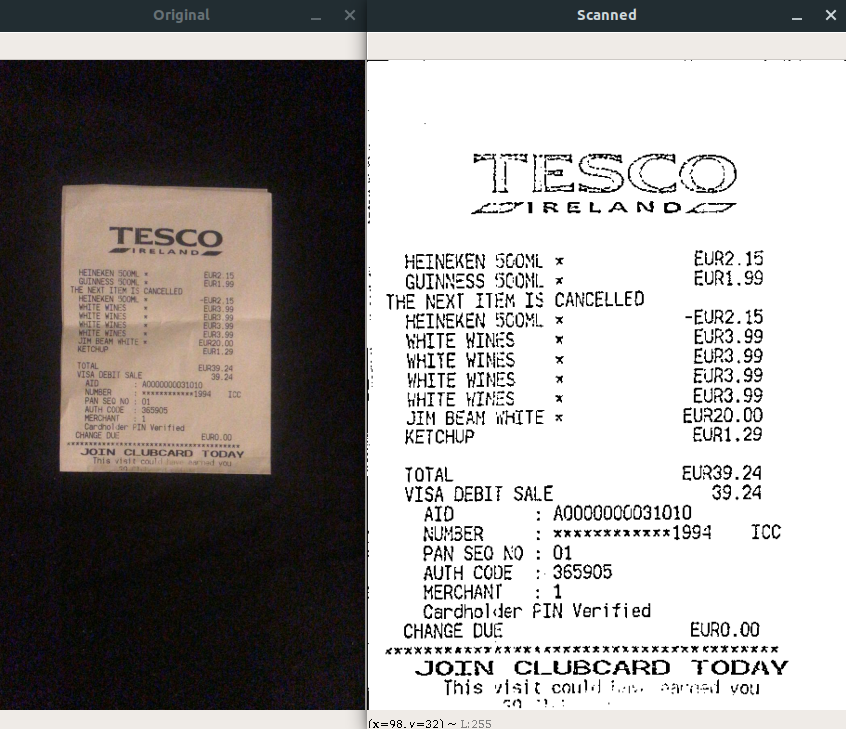 Original
Scanned
TESCO
IRELAND
HEINEKEN 500ML * EUR2.15
GUINNESS 500ML * EUR1.99
THE NEXT ITEM IS CANCELLED
HEINEKEN 500ML * -EUR2.15
WHITE WINES * EUR3.99
WHITE WINES * EUR3.99
WHITE WINES * EUR3.99
WHITE WINES * EUR3.99
JIM BEAM WHITE * EUR20.00
KETCHUP EUR1.29
TOTAL EUR39.24
VISA DEBIT SALE 39.24
AID : A0000000031010
NUMBER : ************1994 ICC
PAN SEQ NO : 01
AUTH CODE : 365905
MERCHANT : 1
Cardholder PIN Verified
CHANGE DUE EUR0.00
******************************************
JOIN CLUBCARD TODAY
This visit could have earned you
TESCO
IRELAND
HEINEKEN 500ML * EUR2.15
GUINNESS 500ML * EUR1.99
THE NEXT ITEM IS CANCELLED
HEINEKEN 500ML * -EUR2.15
WHITE WINES * EUR3.99
WHITE WINES * EUR3.99
WHITE WINES * EUR3.99
WHITE WINES * EUR3.99
JIM BEAM WHITE * EUR20.00
KETCHUP EUR1.29
TOTAL EUR39.24
VISA DEBIT SALE 39.24
AID : A0000000031010
NUMBER : ************1994 ICC
PAN SEQ NO : 01
AUTH CODE : 365905
MERCHANT : 1
Cardholder PIN Verified
CHANGE DUE EUR0.00
******************************************
JOIN CLUBCARD TODAY
This visit could have earned you
(x=98, y=32) ~ L:255